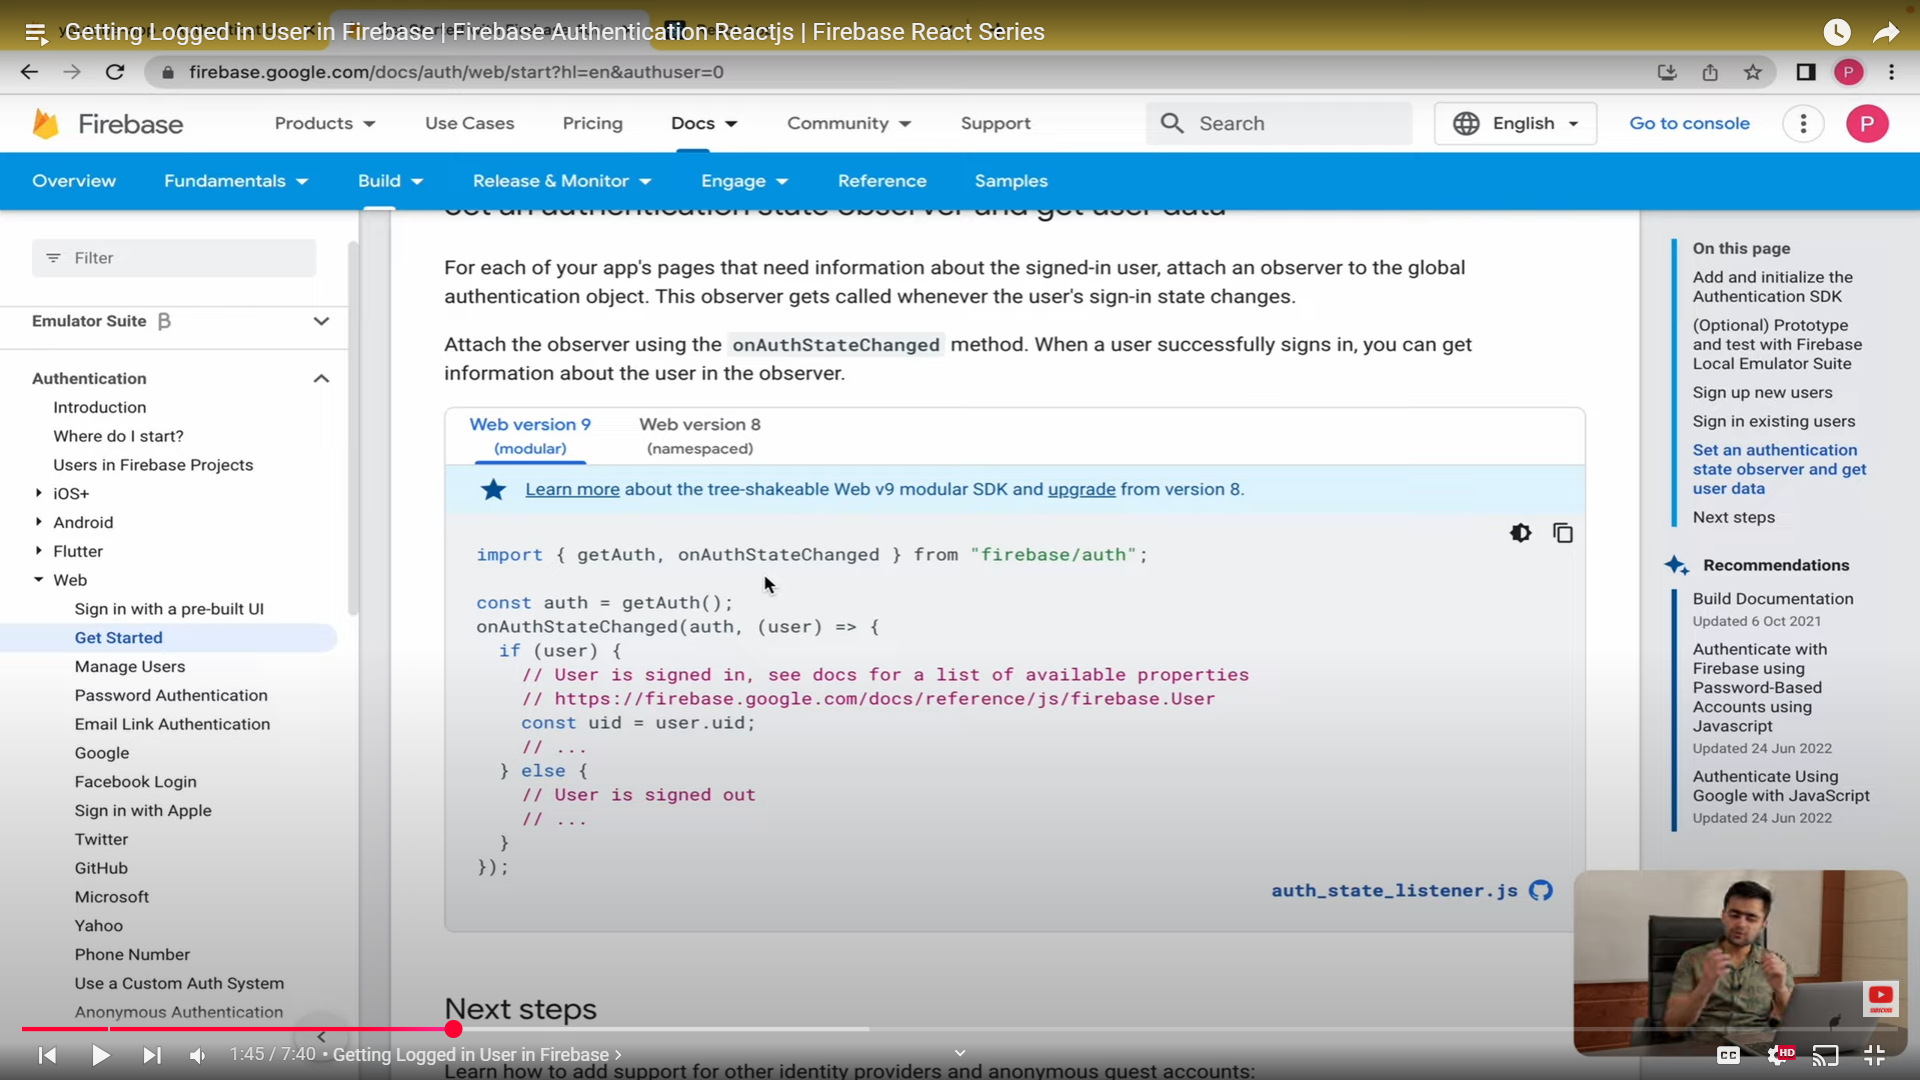 Getting Logged in User in Firebase | Firebase Authentication Reactjs | Firebase React Series
firebase.google.com/docs/auth/web/start?hl=en&authuser=0
P
Firebase
Products
Use Cases
Pricing
Docs
Community
Support
Search
English
Go to console
P
Overview
Fundamentals
Build
Release & Monitor
Engage
Reference
Samples
Filter
Emulator Suite β
Authentication
Introduction
Where do I start?
Users in Firebase Projects
iOS+
Android
Flutter
Web
Sign in with a pre-built UI
Get Started
Manage Users
Password Authentication
Email Link Authentication
Google
Facebook Login
Sign in with Apple
Twitter
GitHub
Microsoft
Yahoo
Phone Number
Use a Custom Auth System
Anonymous Authentication
Set an authentication state observer and get user data
For each of your app's pages that need information about the signed-in user, attach an observer to the global
authentication object. This observer gets called whenever the user's sign-in state changes.
Attach the observer using the onAuthStateChanged method. When a user successfully signs in, you can get
information about the user in the observer.
Web version 9
(modular)
Web version 8
(namespaced)
Learn more about the tree-shakeable Web v9 modular SDK and upgrade from version 8.
import { getAuth, onAuthStateChanged } from "firebase/auth";
const auth = getAuth();
onAuthStateChanged(auth, (user) => {
if (user) {
// User is signed in, see docs for a list of available properties
// https://firebase.google.com/docs/reference/js/firebase.User
const uid = user.uid;
// ...
} else {
// User is signed out
// ...
}
});
auth_state_listener.js
Next steps
Learn how to add support for other identity providers and anonymous guest accounts:
On this page
Add and initialize the
Authentication SDK
(Optional) Prototype
and test with Firebase
Local Emulator Suite
Sign up new users
Sign in existing users
Set an authentication
state observer and get
user data
Next steps
Recommendations
Build Documentation
Updated 6 Oct 2021
Authenticate with
Firebase using
Password-Based
Accounts using
Javascript
Updated 24 Jun 2022
Authenticate Using
Google with JavaScript
Updated 24 Jun 2022
SUBSCRIBE
1:45 / 7:40 • Getting Logged in User in Firebase
CC
HD